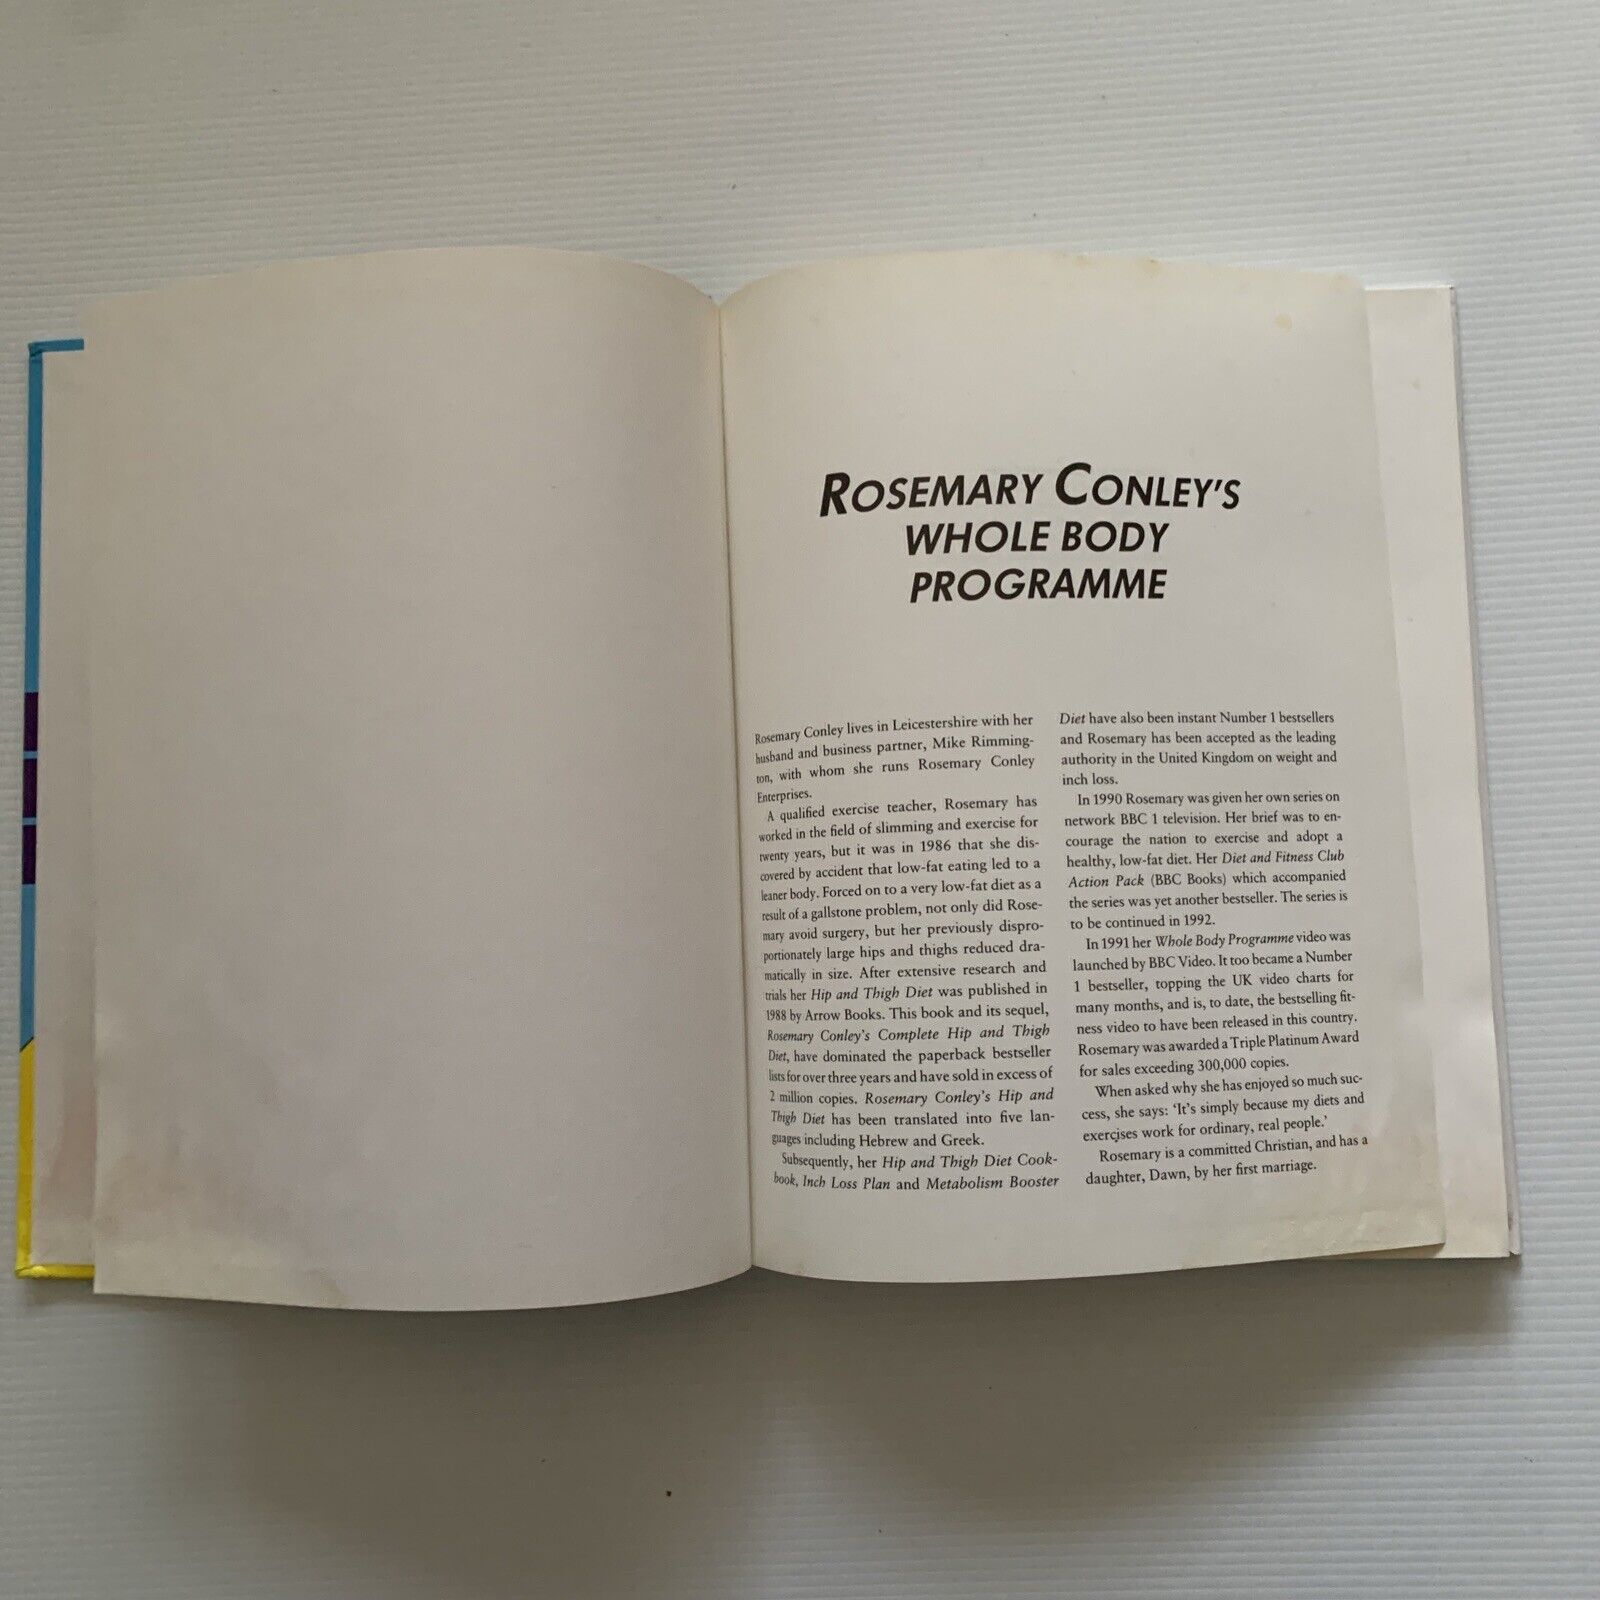 ROSEMARY CONLEY'S
WHOLE BODY
PROGRAMME
Rosemary Conley lives in Leicestershire with her
husband and business partner, Mike Rimming-
ton, with whom she runs Rosemary Conley
Enterprises.
A qualified exercise teacher, Rosemary has
worked in the field of slimming and exercise for
twenty years, but it was in 1986 that she dis-
covered by accident that low-fat eating led to a
leaner body. Forced on to a very low-fat diet as a
result of a gallstone problem, not only did Rose-
mary avoid surgery, but her previously dispro-
portionately large hips and thighs reduced dra-
matically in size. After extensive research and
trials her Hip and Thigh Diet was published in
1988 by Arrow Books. This book and its sequel,
Rosemary Conley's Complete Hip and Thigh
Diet, have dominated the paperback bestseller
lists for over three years and have sold in excess of
2 million copies. Rosemary Conley's Hip and
Thigh Diet has been translated into five lan-
guages including Hebrew and Greek.
Subsequently, her Hip and Thigh Diet Cook-
book, Inch Loss Plan and Metabolism Booster
Diet have also been instant Number 1 bestsellers
and Rosemary has been accepted as the leading
authority in the United Kingdom on weight and
inch loss.
In 1990 Rosemary was given her own series on
network BBC 1 television. Her brief was to en-
courage the nation to exercise and adopt a
healthy, low-fat diet. Her Diet and Fitness Club
Action Pack (BBC Books) which accompanied
the series was yet another bestseller. The series is
to be continued in 1992.
In 1991 her Whole Body Programme video was
launched by BBC Video. It too became a Number
1 bestseller, topping the UK video charts for
many months, and is, to date, the bestselling fit-
ness video to have been released in this country.
Rosemary was awarded a Triple Platinum Award
for sales exceeding 300,000 copies.
When asked why she has enjoyed so much suc-
cess, she says: 'It's simply because my diets and
exercises work for ordinary, real people.'
Rosemary is a committed Christian, and has a
daughter, Dawn, by her first marriage.